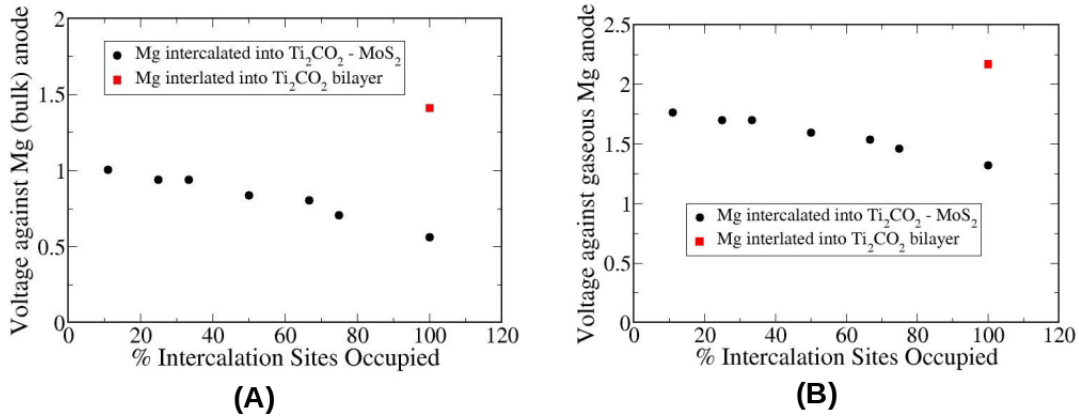 2
1.5
1
0.5
0
Voltage against Mg (bulk) anode
Mg intercalated into Ti₂CO₂ - MoS₂
Mg interlated into Ti₂CO₂ bilayer
0 20 40 60 80 100 120
% Intercalation Sites Occupied
(A)
2.5
2
1.5
1
0.5
0
Voltage against gaseous Mg anode
Mg intercalated into Ti₂CO₂ - MoS₂
Mg interlated into Ti₂CO₂ bilayer
0 20 40 60 80 100 120
% Intercalation Sites Occupied
(B)